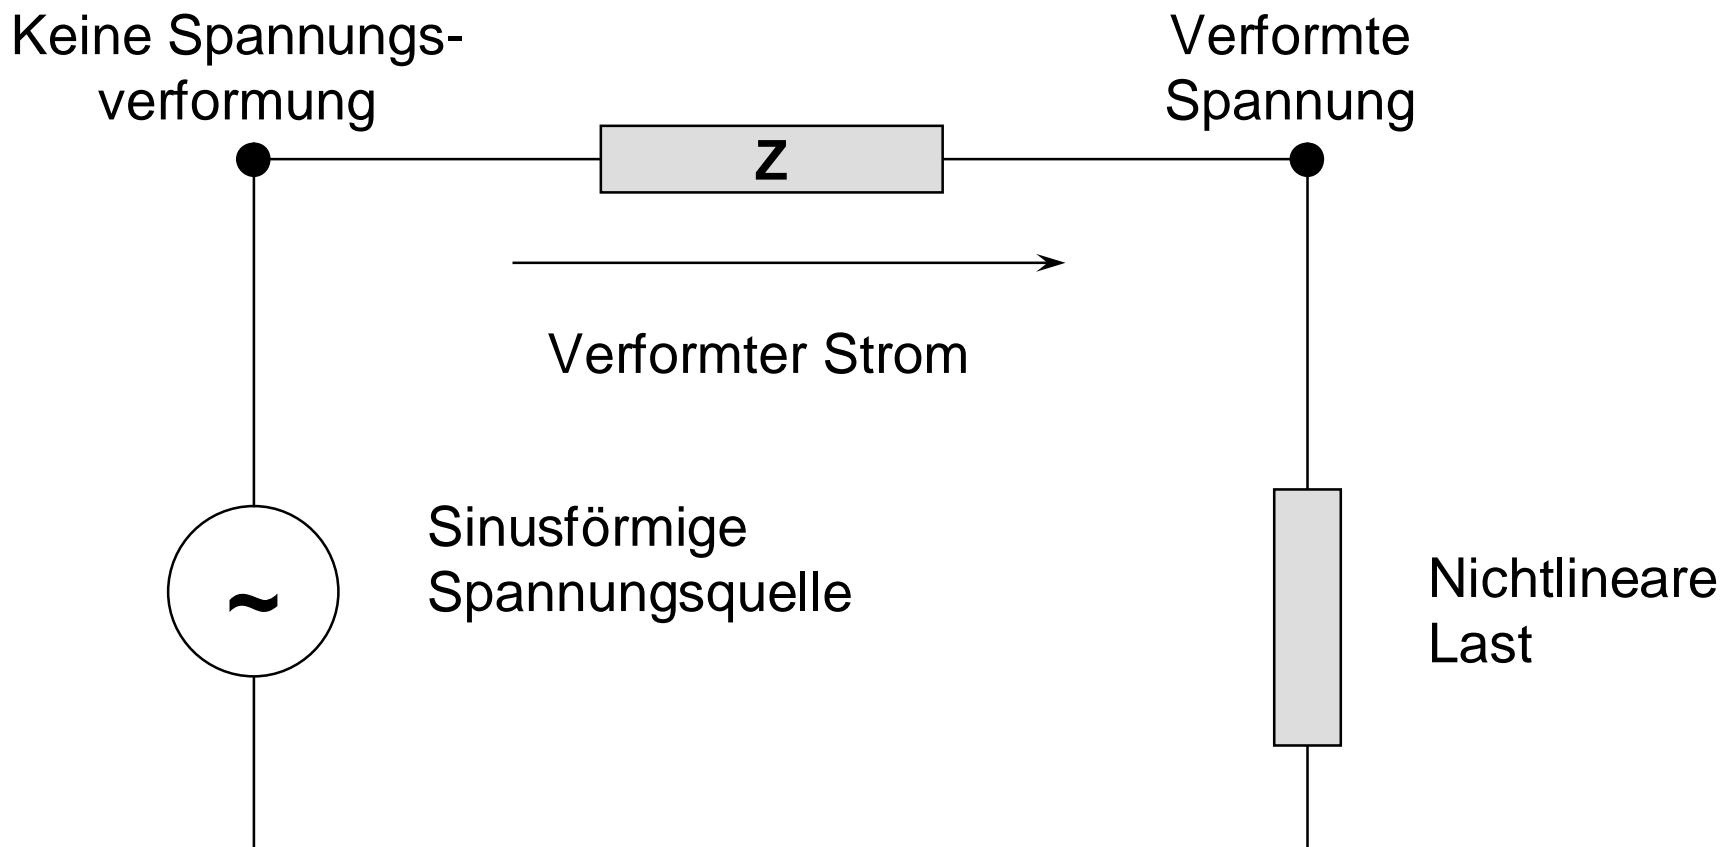 Keine Spannungs-
verformung
Verformte
Spannung
Z
Verformter Strom
Sinusförmige
Spannungsquelle
~
Nichtlineare
Last